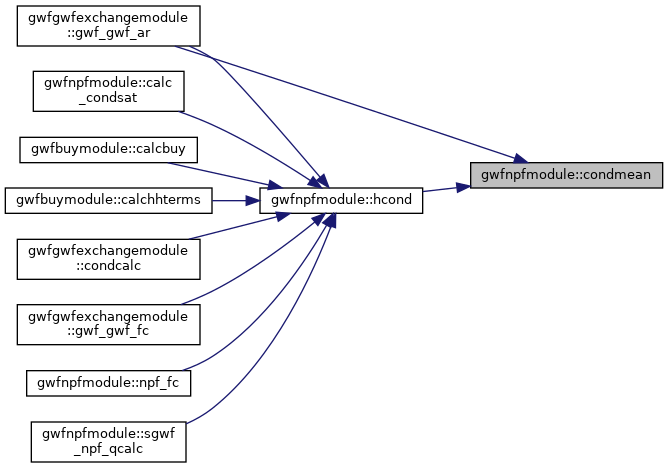 gwfgwfexchangemodule
::gwf_gwf_ar
gwfnpfmodule::calc
_condsat
gwfbuymodule::calcbuy
gwfbuymodule::calchhterms
gwfgwfexchangemodule
::condcalc
gwfgwfexchangemodule
::gwf_gwf_fc
gwfnpfmodule::npf_fc
gwfnpfmodule::sgwf
_npf_qcalc
gwfnpfmodule::hcond
gwfnpfmodule::condmean